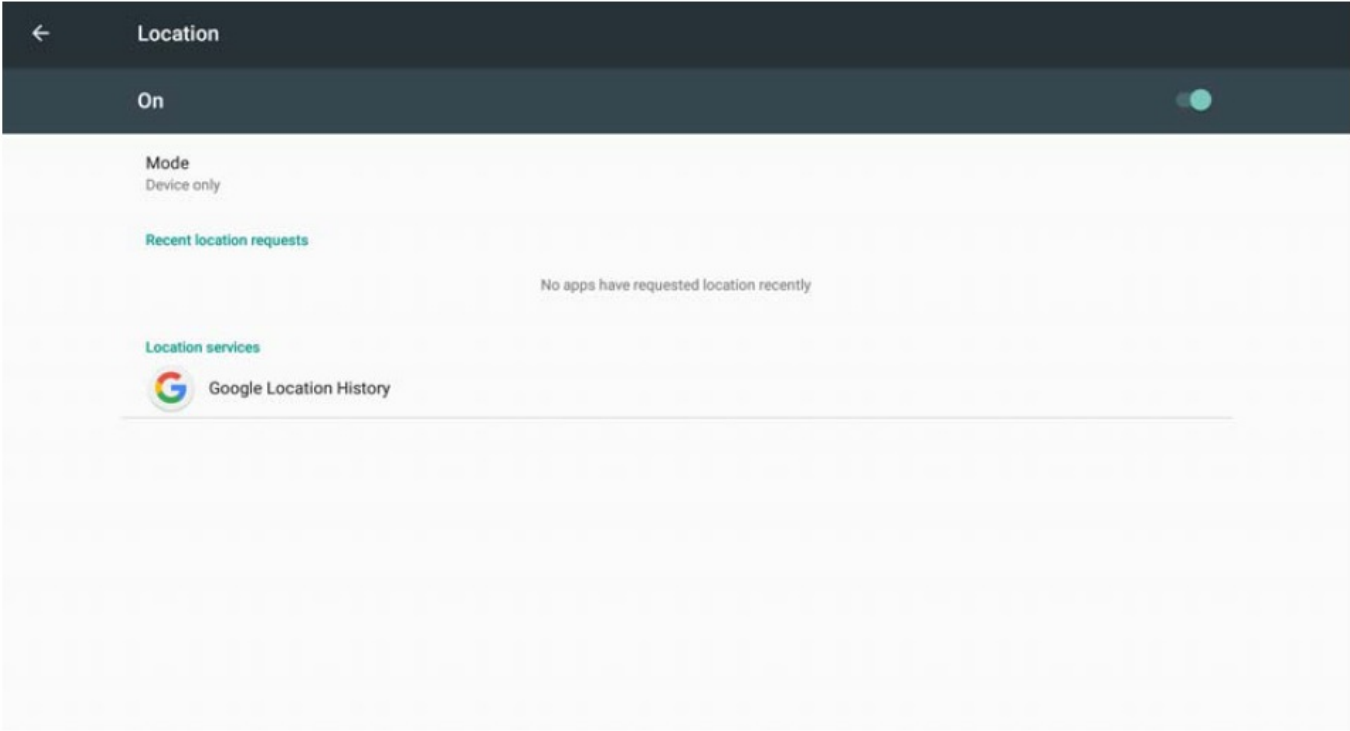 Location
On
Mode
Device only
Recent location requests
No apps have requested location recently
Location services
Google Location History